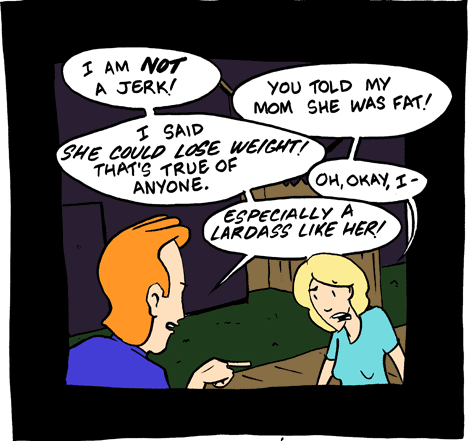 I AM NOT
A JERK!
YOU TOLD MY
MOM SHE WAS FAT!
I SAID
SHE COULD LOSE WEIGHT!
THAT'S TRUE OF
ANYONE.
OH, OKAY, I-
ESPECIALLY A
LARDASS LIKE HER!